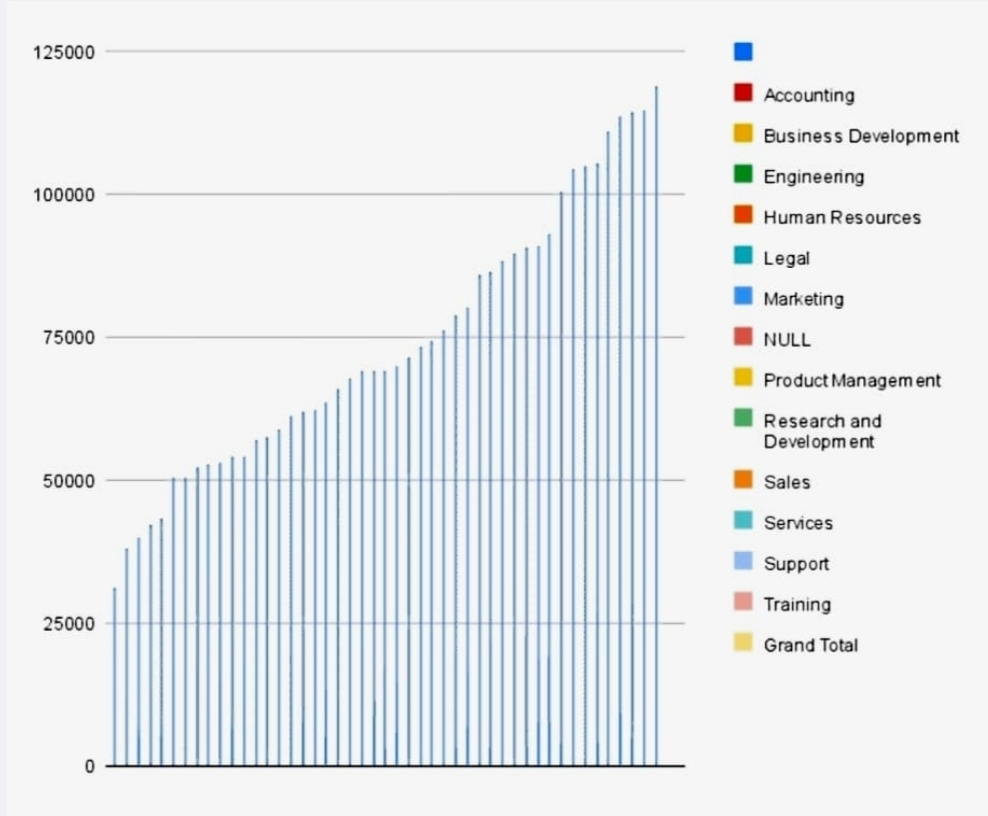 125000
100000
75000
50000
25000
0
Accounting
Business Development
Engineering
Human Resources
Legal
Marketing
NULL
Product Management
Research and
Development
Sales
Services
Support
Training
Grand Total